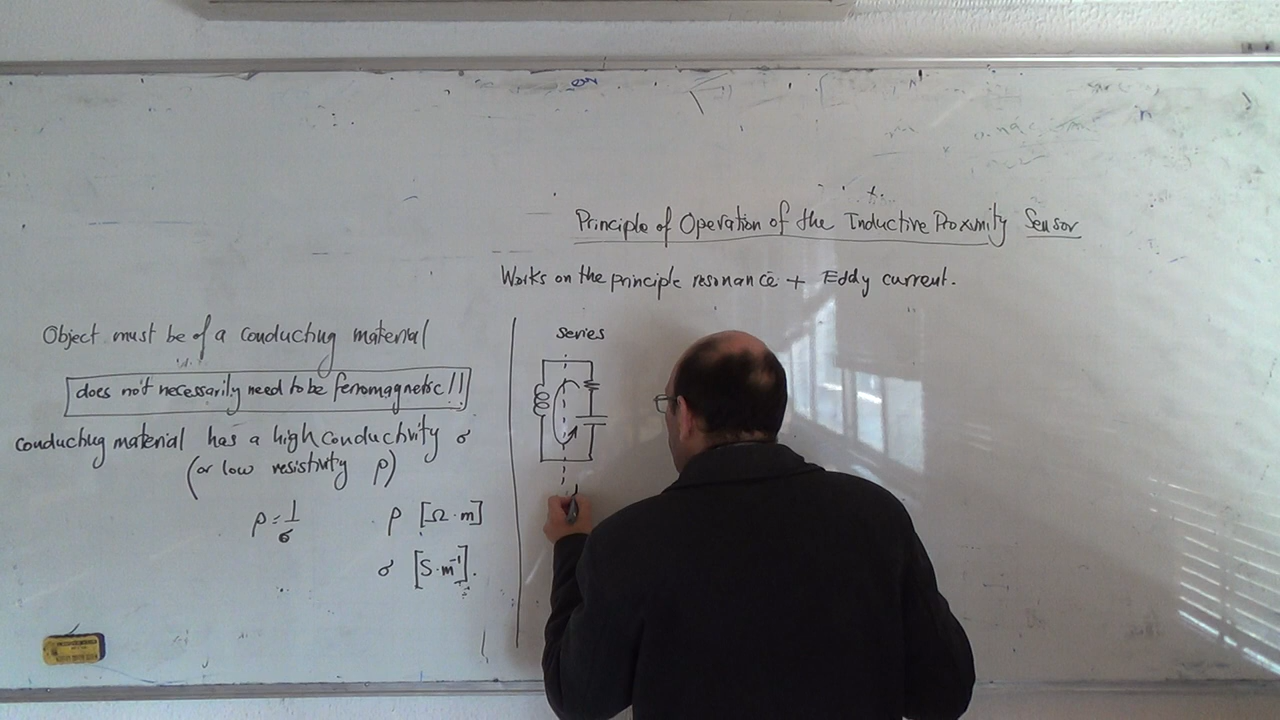 Principle of Operation of the Inductive Proximity Sensor
Works on the principle resonance + Eddy current.
Object must be of a conducting material
does not necessarily need to be ferromagnetic!!
conducting material has a high conductivity σ
(or low resistivity ρ)
ρ = 1/σ
ρ [Ω·m]
σ [S·m⁻¹].
series